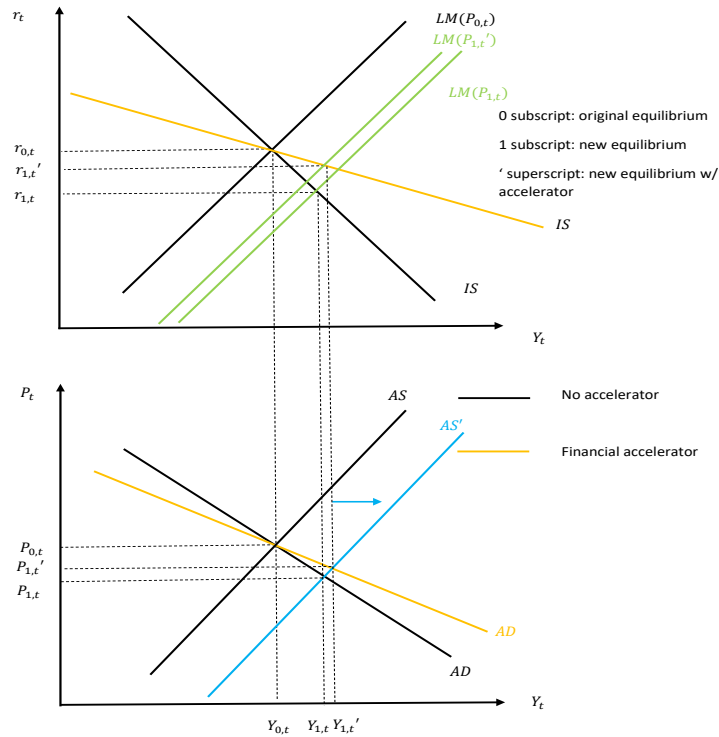 r_t
LM(P_{0,t})
LM(P_{1,t}')
LM(P_{1,t})
0 subscript: original equilibrium
1 subscript: new equilibrium
‘ superscript: new equilibrium w/
accelerator
r_{0,t}
r_{1,t}'
r_{1,t}
IS
IS
Y_t
P_t
AS
No accelerator
AS'
Financial accelerator
P_{0,t}
P_{1,t}'
P_{1,t}
AD
AD
Y_{0,t}
Y_{1,t}
Y_{1,t}'
Y_t